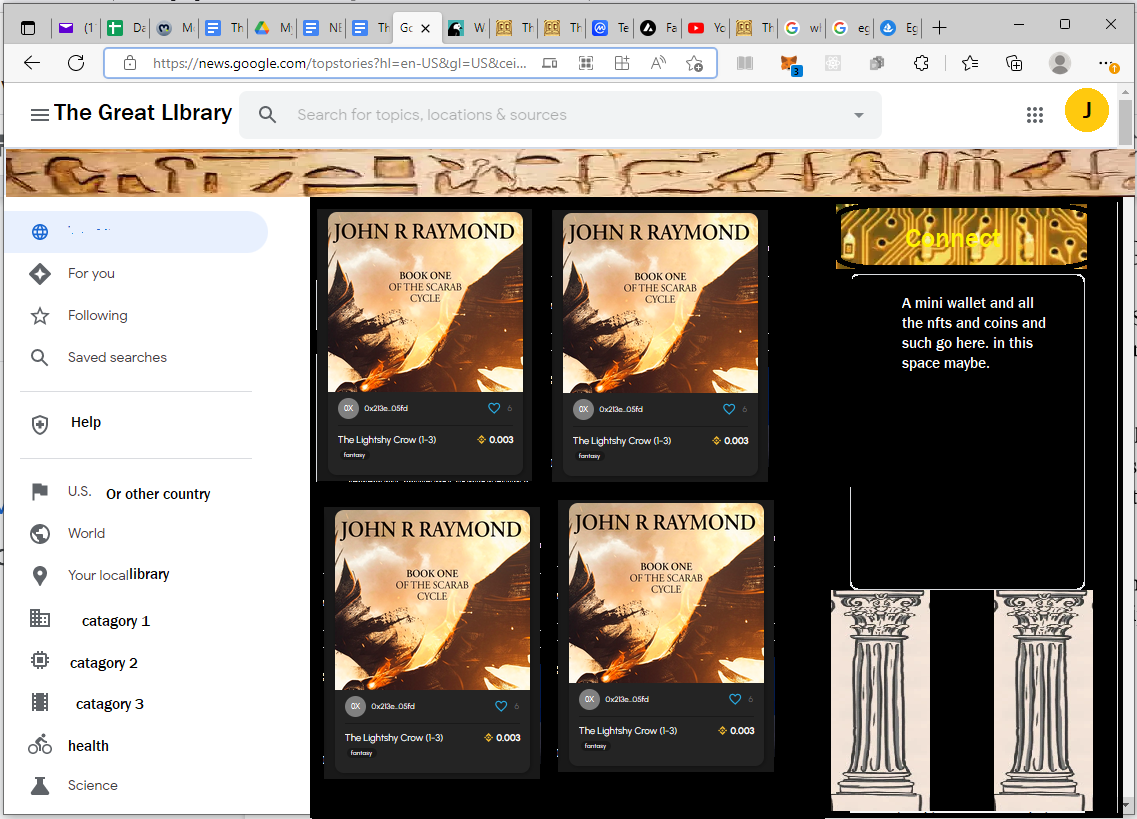 (1
Da
M
Th
My
NE
Th
Go
W
Th
Th
Te
Fa
Yo
Th
wh
eg
Eg
https://news.google.com/topstories?hl=en-US&gl=US&cei...
3
The Great LIbrary
Search for topics, locations & sources
J
For you
Following
Saved searches
Help
U.S. Or other country
World
Your local library
catagory 1
catagory 2
catagory 3
health
Science
JOHN R RAYMOND
BOOK ONE
OF THE SCARAB
CYCLE
0X 0x213e...05fd 6
The Lightshy Crow (1-3) 0.003
fantasy
JOHN R RAYMOND
BOOK ONE
OF THE SCARAB
CYCLE
0X 0x213e...05fd 6
The Lightshy Crow (1-3) 0.003
fantasy
JOHN R RAYMOND
BOOK ONE
OF THE SCARAB
CYCLE
0X 0x213e...05fd 6
The Lightshy Crow (1-3) 0.003
fantasy
JOHN R RAYMOND
BOOK ONE
OF THE SCARAB
CYCLE
0X 0x213e...05fd 6
The Lightshy Crow (1-3) 0.003
fantasy
Connect
A mini wallet and all
the nfts and coins and
such go here. in this
space maybe.